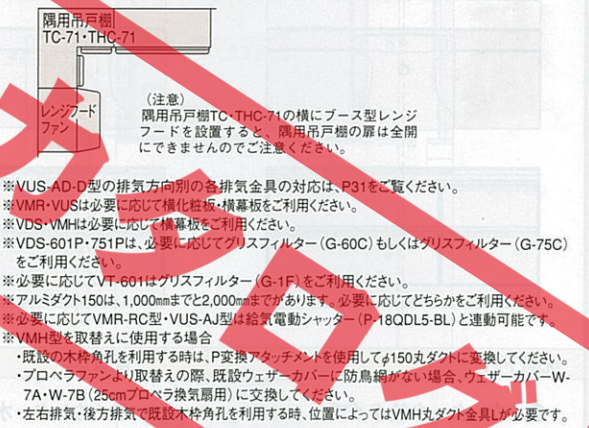 隅用吊戸棚
TC-71・THC-71
レンジフード
ファン
(注意)
隅用吊戸棚TC・THC-71の横にブース型レンジ
フードを設置すると、隅用吊戸棚の扉は全開
にできませんのでご注意ください。
※VUS-AD-D型の排気方向別の各排気金具の対応は、P31をご覧ください。
※VMR・VUSは必要に応じて横化粧板・横幕板をご利用ください。
※VDS・VMHは必要に応じて横幕板をご利用ください。
※VDS-601P・751Pは、必要に応じてグリスフィルター(G-60C)もしくはグリスフィルター(G-75C)
をご利用ください。
※必要に応じてVT-601はグリスフィルター(G-1F)をご利用ください。
※アルミダクト150は、1,000mmまでと2,000mmまでがあります。必要に応じてどちらかをご利用ください。
※必要に応じてVMR-RC型・VUS-AJ型は給気電動シャッター(P-18QDL5-BL)と連動可能です。
※VMH型を取替えに使用する場合
・既設の木枠角孔を利用する時は、P変換アタッチメントを使用してφ150丸ダクトに変換してください。
・プロペラファンより取替えの際、既設ウェザーカバーに防鳥網がない場合、ウェザーカバーW-
7A・W-7B(25cmプロペラ換気扇用)に交換してください。
・左右排気・後方排気で既設木枠角孔を利用する時、位置によってはVMH丸ダクト金具Lが必要です。
カタログ